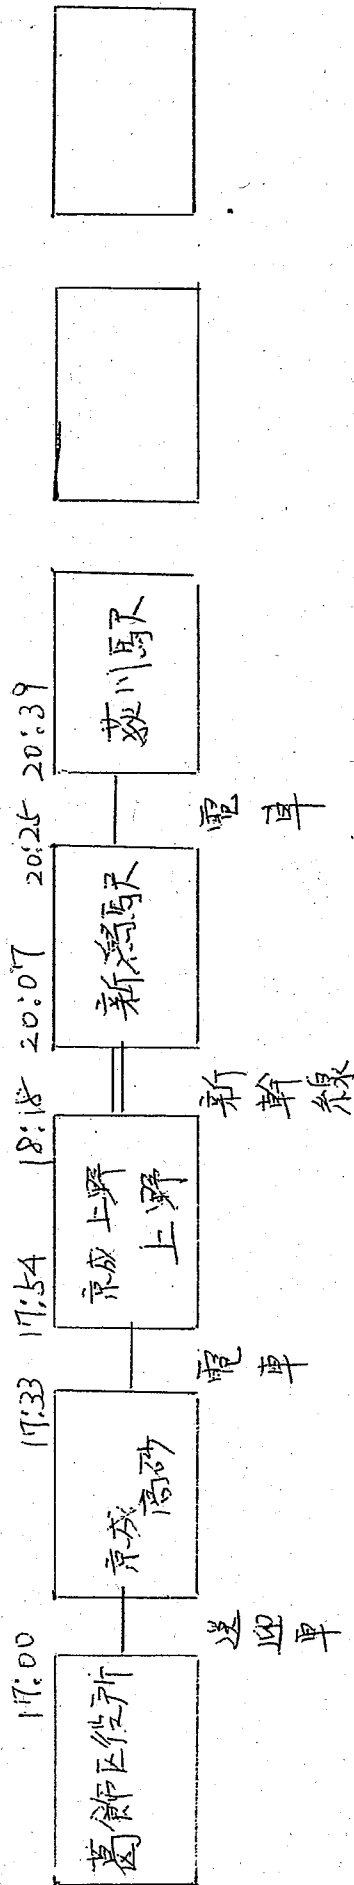 17:00
葛飾区役所
送迎車
京成
高砂
17:33
電車
17:54
京成上野
上野
18:18
新幹線
20:07
新潟駅
20:25
電車
20:39
荻川駅